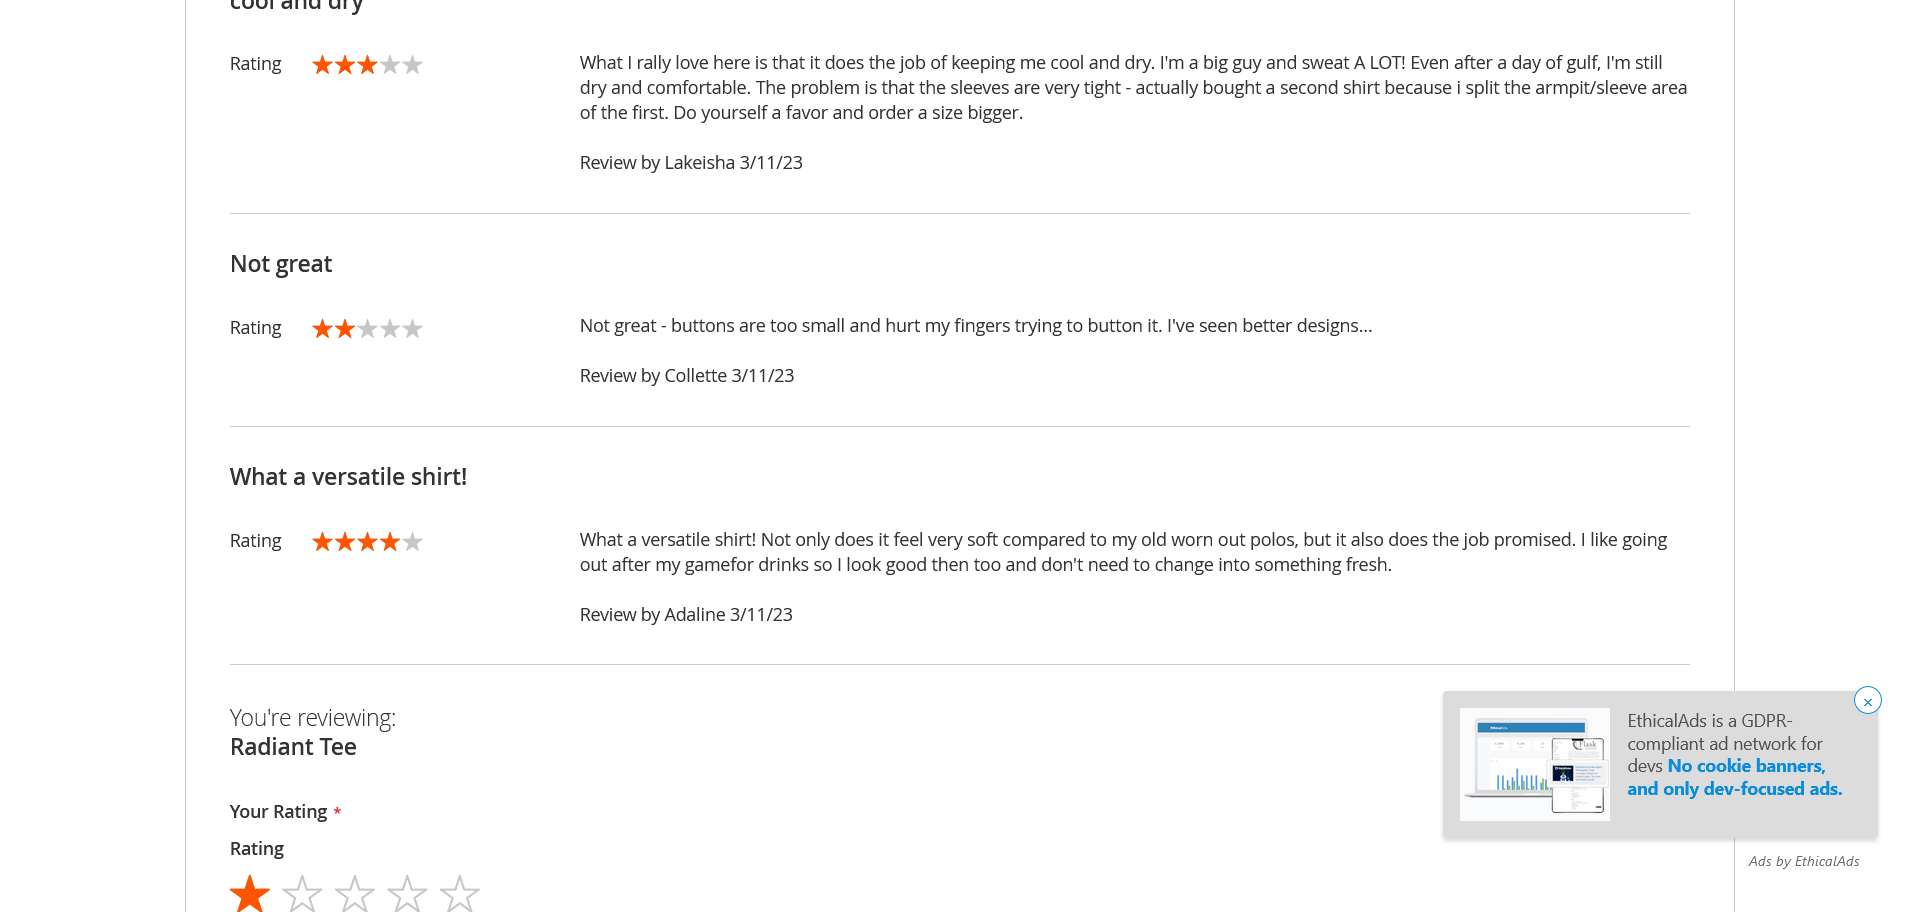 cool and dry
Rating
What I rally love here is that it does the job of keeping me cool and dry. I'm a big guy and sweat A LOT! Even after a day of gulf, I'm still
dry and comfortable. The problem is that the sleeves are very tight - actually bought a second shirt because i split the armpit/sleeve area
of the first. Do yourself a favor and order a size bigger.
Review by Lakeisha 3/11/23
Not great
Rating
Not great - buttons are too small and hurt my fingers trying to button it. I've seen better designs...
Review by Collette 3/11/23
What a versatile shirt!
Rating
What a versatile shirt! Not only does it feel very soft compared to my old worn out polos, but it also does the job promised. I like going
out after my gamefor drinks so I look good then too and don't need to change into something fresh.
Review by Adaline 3/11/23
You're reviewing:
Radiant Tee
Your Rating *
Rating
×
EthicalAds is a GDPR-
compliant ad network for
devs No cookie banners,
and only dev-focused ads.
Ads by EthicalAds